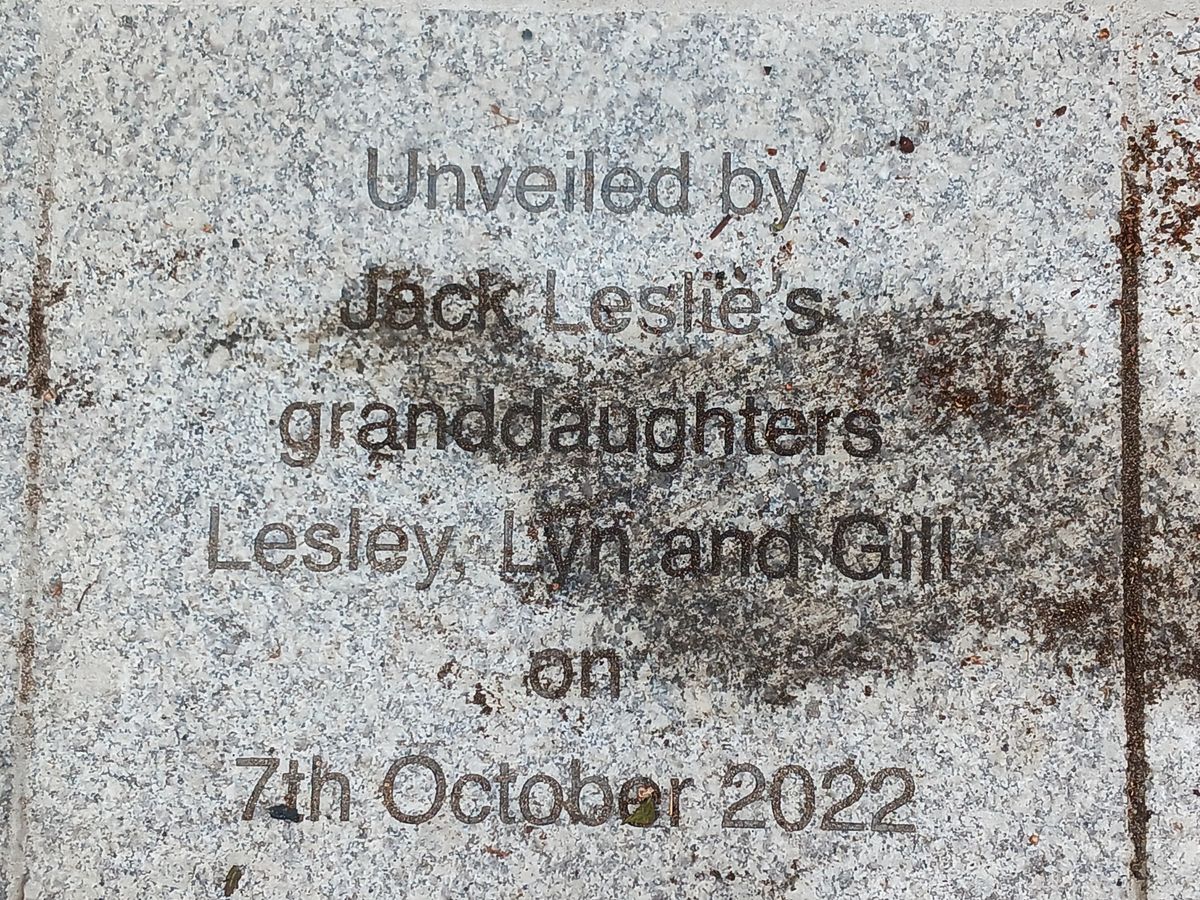 Unveiled by
Jack Leslie's
granddaughters
Lesley, Lyn and Gill
on
7th October 2022